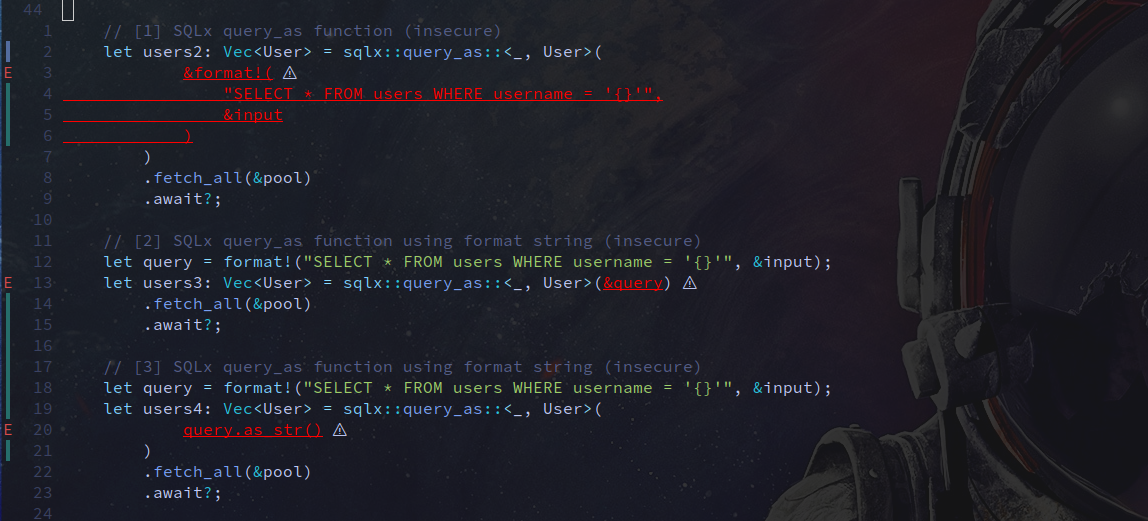 44
1 // [1] SQLx query_as function (insecure)
2 let users2: Vec<User> = sqlx::query_as::<_, User>(
E 3 &format!( ⚠
4 "SELECT * FROM users WHERE username = '{}'",
5 &input
6 )
7 )
8 .fetch_all(&pool)
9 .await?;
10
11 // [2] SQLx query_as function using format string (insecure)
12 let query = format!("SELECT * FROM users WHERE username = '{}'", &input);
E 13 let users3: Vec<User> = sqlx::query_as::<_, User>(&query) ⚠
14 .fetch_all(&pool)
15 .await?;
16
17 // [3] SQLx query_as function using format string (insecure)
18 let query = format!("SELECT * FROM users WHERE username = '{}'", &input);
19 let users4: Vec<User> = sqlx::query_as::<_, User>(
E 20 query.as_str() ⚠
21 )
22 .fetch_all(&pool)
23 .await?;
24